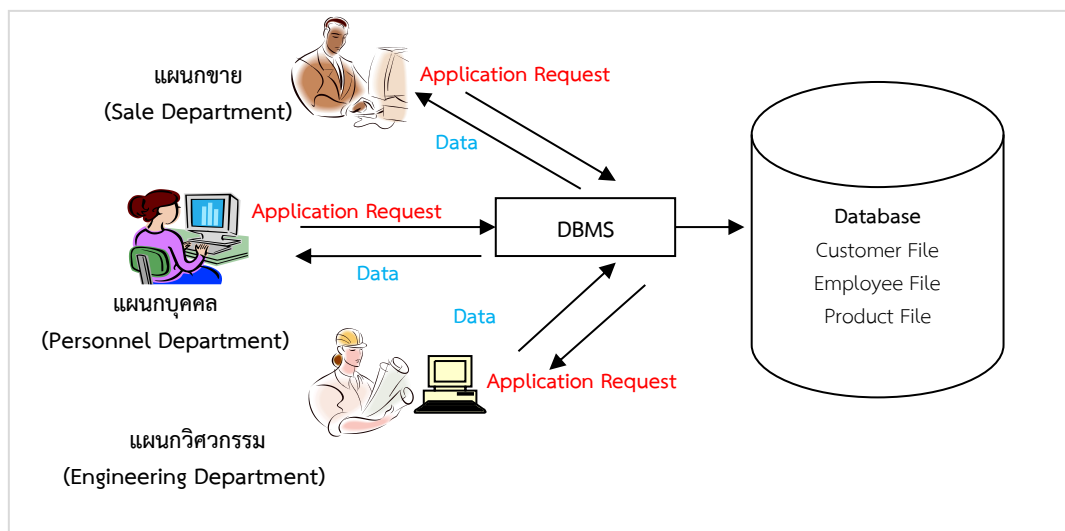 แผนกขาย
(Sale Department)
Application Request
Data
Application Request
Data
แผนกบุคคล
(Personnel Department)
DBMS
Database
Customer File
Employee File
Product File
Data
Application Request
แผนกวิศวกรรม
(Engineering Department)